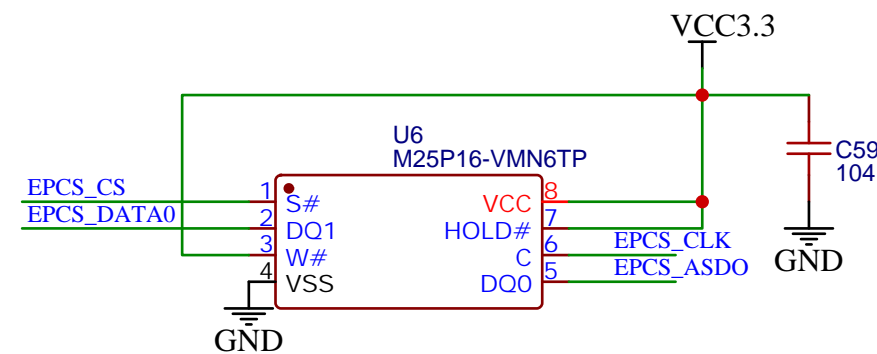 VCC3.3
U6
M25P16-VMN6TP
C59
104
EPCS_CS
1
S#
VCC
8
EPCS_DATA0
2
DQ1
HOLD#
7
3
W#
C
6
EPCS_CLK
4
VSS
DQ0
5
EPCS_ASDO
GND
GND